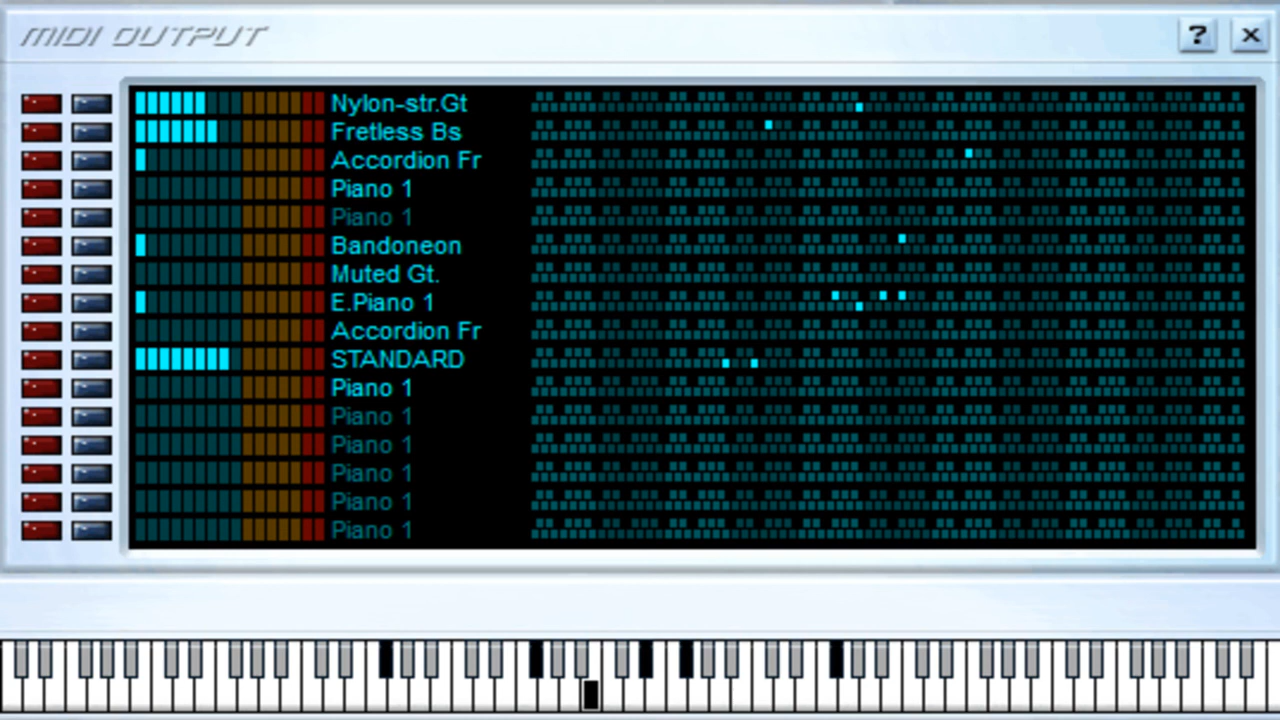 MIDI OUTPUT
? ×
Nylon-str.Gt
Fretless Bs
Accordion Fr
Piano 1
Piano 1
Bandoneon
Muted Gt.
E.Piano 1
Accordion Fr
STANDARD
Piano 1
Piano 1
Piano 1
Piano 1
Piano 1
Piano 1